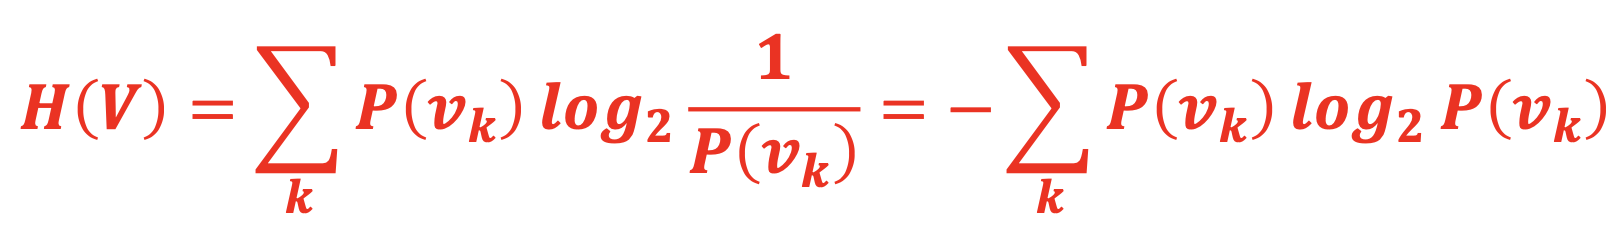 H(V) = ∑_k P(v_k) log_2 1/P(v_k) = − ∑_k P(v_k) log_2 P(v_k)